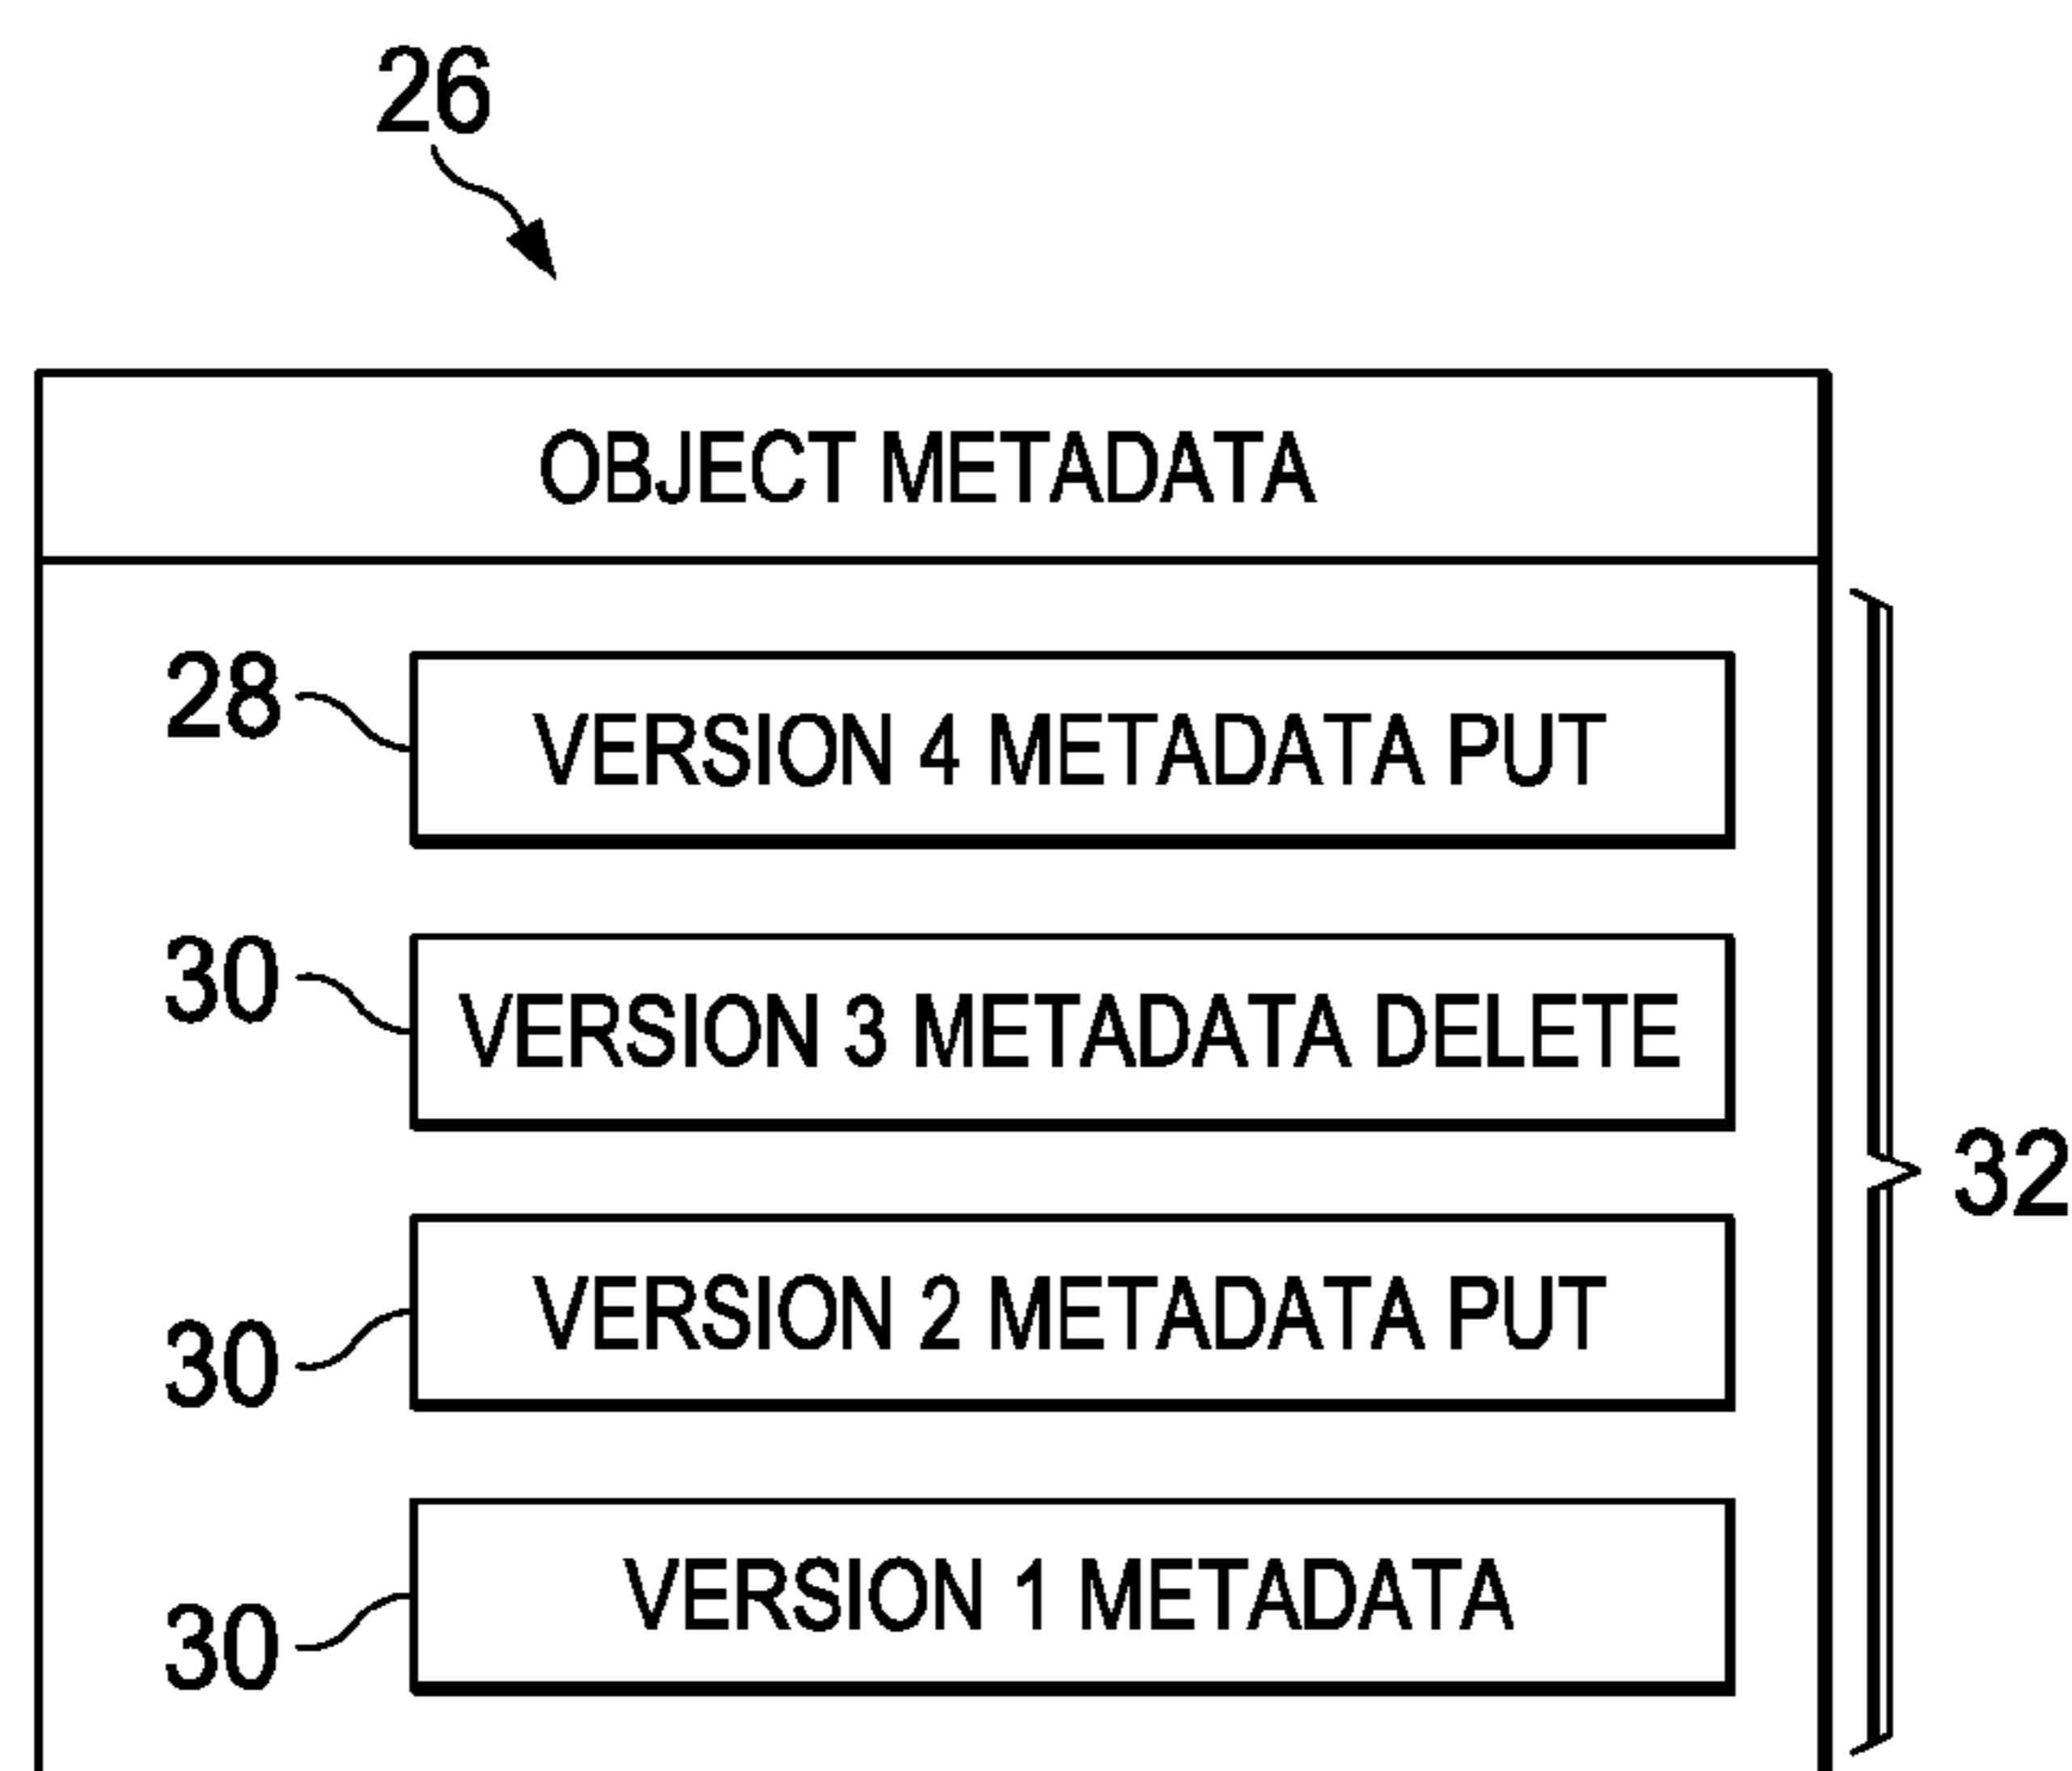 26
OBJECT METADATA
28
VERSION 4 METADATA PUT
30
VERSION 3 METADATA DELETE
32
30
VERSION 2 METADATA PUT
30
VERSION 1 METADATA